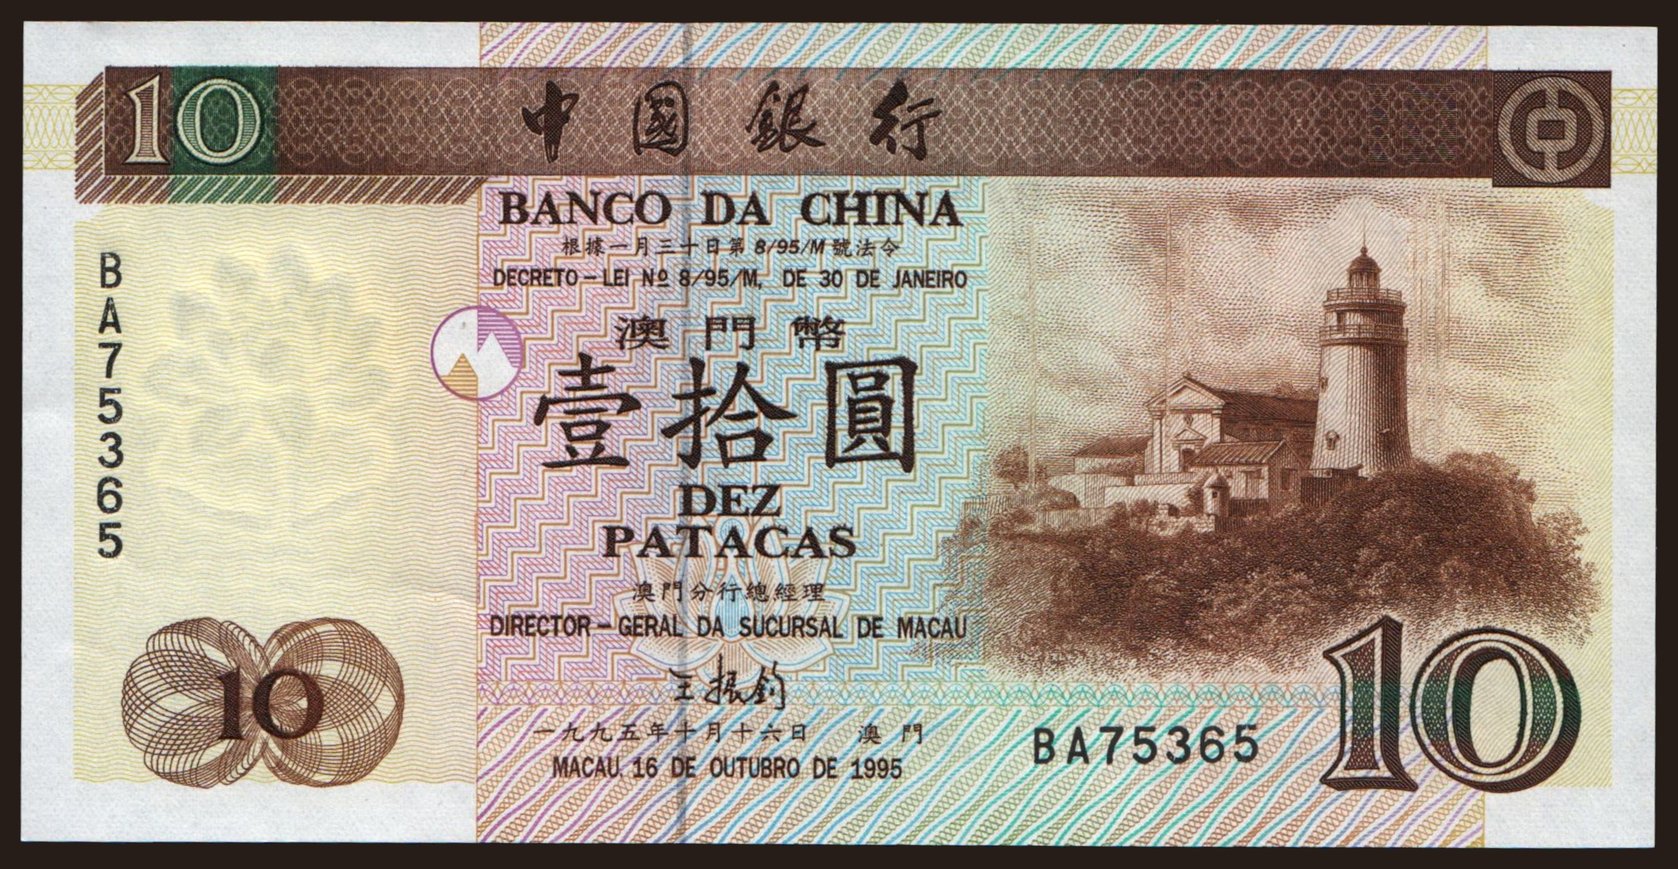 10 中國銀行
BANCO DA CHINA
根據一月三十日第 8/95/M 號法令
DECRETO – LEI Nº 8/95/M, DE 30 DE JANEIRO
澳門幣
壹拾圓
DEZ
PATACAS
澳門分行總經理
DIRECTOR – GERAL DA SUCURSAL DE MACAU
王振鈞
一九九五年十月十六日 澳門
MACAU, 16 DE OUTUBRO DE 1995
BA75365
10
BA75365
10